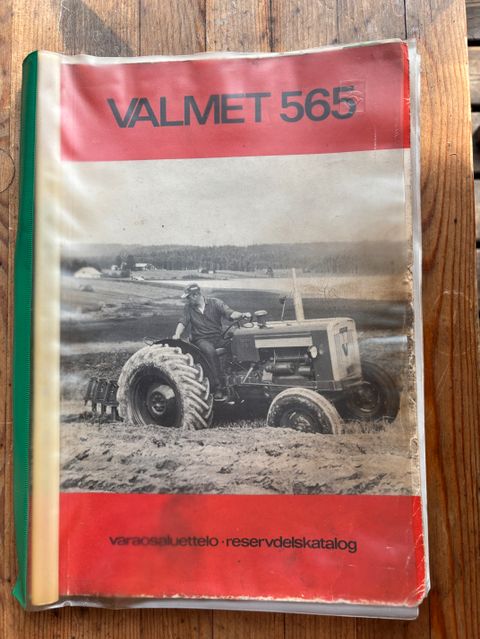 VALMET 565
varaosaluettelo · reservdelskatalog